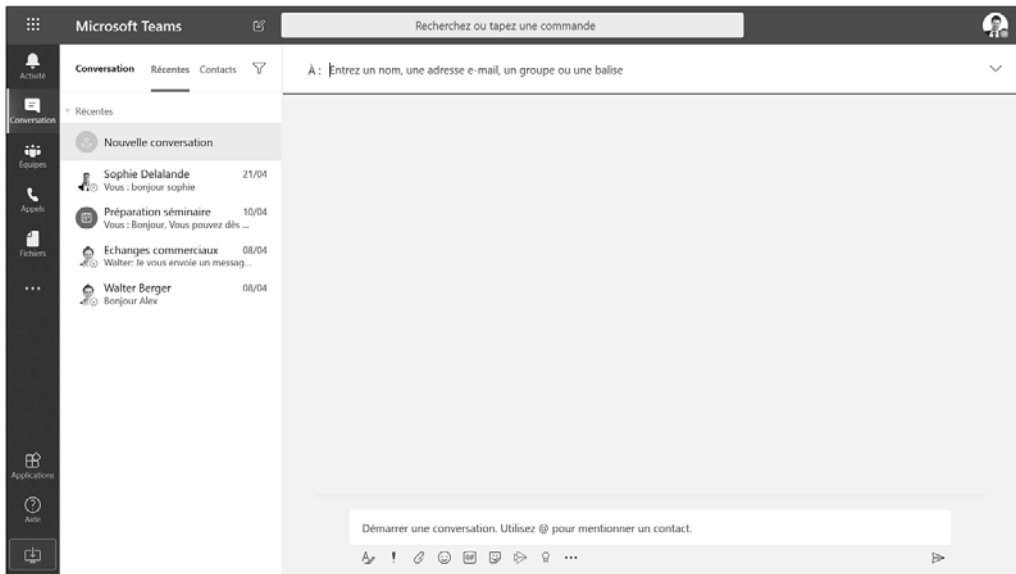 Microsoft Teams
Recherchez ou tapez une commande
Activité
Conversation
Équipes
Appels
Fichiers
Applications
Aide
Conversation Récentes Contacts
Récentes
Nouvelle conversation
Sophie Delalande 21/04
Vous : bonjour sophie
Préparation séminaire 10/04
Vous : Bonjour, Vous pouvez dès ...
Echanges commerciaux 08/04
Walter: Je vous envoie un messag...
Walter Berger 08/04
Bonjour Alex
À : Entrez un nom, une adresse e-mail, un groupe ou une balise
Démarrer une conversation. Utilisez @ pour mentionner un contact.
GIF